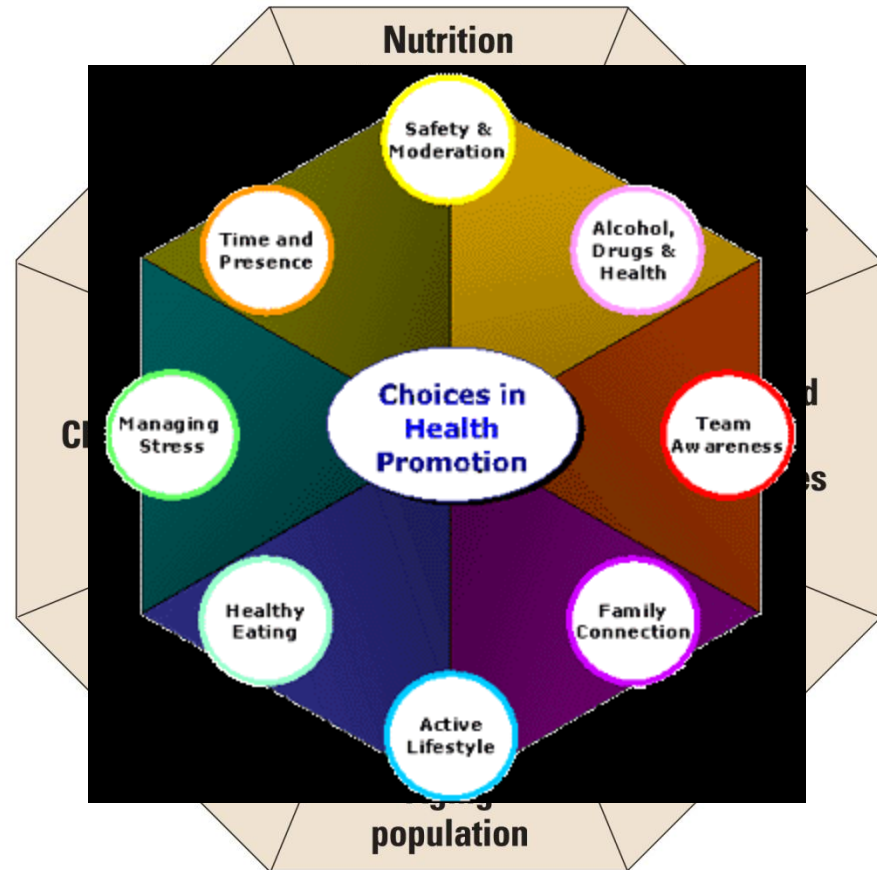 Nutrition
Safety &
Moderation
Time and
Presence
Alcohol,
Drugs &
Health
Choices in
Health
Promotion
Managing
Stress
Team
Awareness
Healthy
Eating
Family
Connection
Active
Lifestyle
population